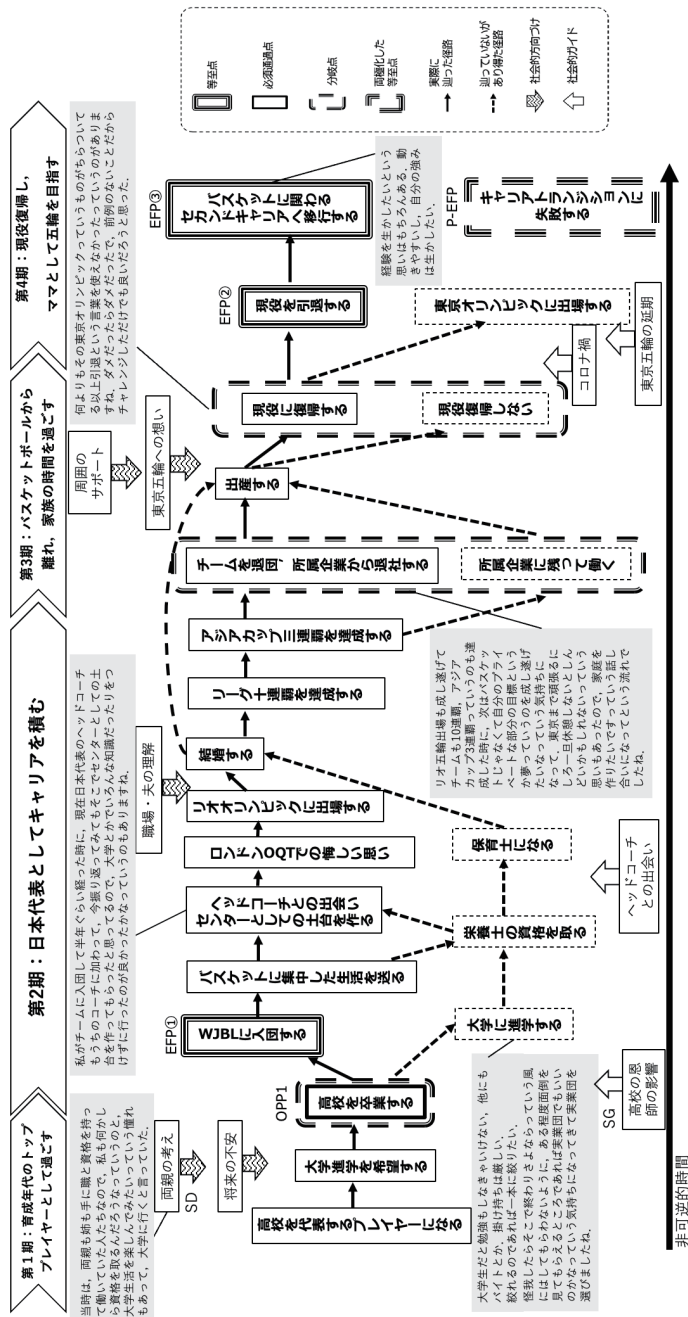 第1期：育成年代のトップ
プレイヤーとして過ごす
第2期：日本代表としてキャリアを積む
第3期：バスケットボールから
離れ，家族の時間を過ごす
第4期：現役復帰し，
ママとして五輪を目指す
当時は，両親も姉も手に職と資格を持っ
て働いていた人たちなので，私も何かし
ら資格を取るんだろうなっていうのと，
大学生活を楽しんでみたいっていう憧れ
もあって，大学に行くと言っていた．
両親の考え
SD
将来の不安
高校を代表するプレイヤーになる
大学進学を希望する
OPP1
高校を卒業する
大学生だと勉強もしなきゃいけない，他にも
バイトとか，掛け持ちは厳しい．
絞れるのであれば一本に絞りたい．
怪我したらそこで終わりさよならっていう風
にはしてもらわないように，ある程度面倒を
見てもらえるところであれば実業団でもいい
のかなっていう気持ちになってきて実業団を
選びましたね．
SG
高校の恩
師の影響
私がチームに入団して半年ぐらい経った時に，現在日本代表のヘッドコーチ
もうちのコーチに加わって，今振り返ってみてもそこでセンターとしての土
台を作ってもらったと思ってるので，大学とかでいろんな知識だったりをつ
けずに行ったのが良かったかなっていうのもありますね．
EFP①
WJBLに入団する
バスケットに集中した生活を送る
ヘッドコーチとの出会い
センターとしての土台を作る
ロンドンOQTでの悔しい思い
リオオリンピックに出場する
職場・夫の理解
結婚する
リーグ十連覇を達成する
アジアカップ三連覇を達成する
大学に進学する
栄養士の資格を取る
保育士になる
ヘッドコーチ
との出会い
リオ五輪出場も成し遂げて
チームも10連覇，アジア
カップ3連覇っていうのも達
成した時に，次はバスケッ
トじゃなくて自分のプライ
ベートな部分の目標という
か夢っていうのを成し遂げ
たいなっていう気持ちに
なって，東京まで頑張るに
しろ一旦休憩しないとしん
どいかもしれないっていう
思いもあったので，家庭を
作りたいですっていう話し
合いになってという流れで
したね．
チームを退団，所属企業から退社する
所属企業に残って働く
周囲の
サポート
東京五輪への想い
出産する
何よりもその東京オリンピックっていうものがちらついて
る以上引退という言葉を使えなかったっていうのがありま
すね．ダメだったらダメだったで，前例のないことだから
チャレンジしただけでも良いだろうと思った．
現役に復帰する
現役復帰しない
コロナ禍
東京五輪の延期
EFP②
現役を引退する
東京オリンピックに出場する
EFP③
バスケットに関わる
セカンドキャリアへ移行する
経験を生かしたいという
思いはもちろんある．動
きやすいし，自分の強み
は生かしたい．
P-EFP
キャリアトランジションに
失敗する
等至点
必須通過点
分岐点
両極化した
等至点
実際に
辿った径路
辿っていないが
あり得た径路
社会的方向づけ
社会的ガイド
非可逆的時間